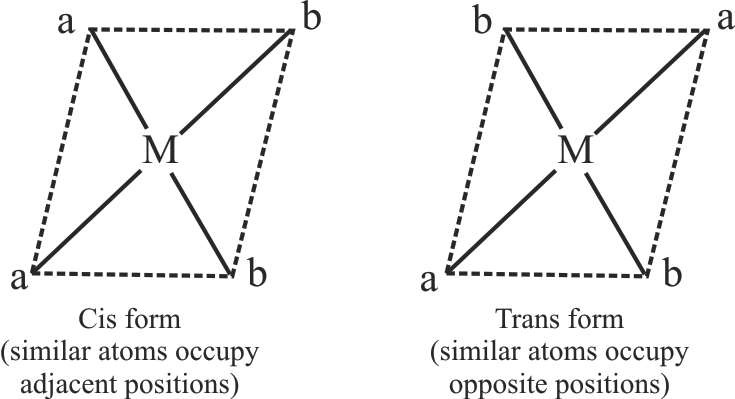 a b
M
a b
Cis form
(similar atoms occupy
adjacent positions)
b a
M
a b
Trans form
(similar atoms occupy
opposite positions)